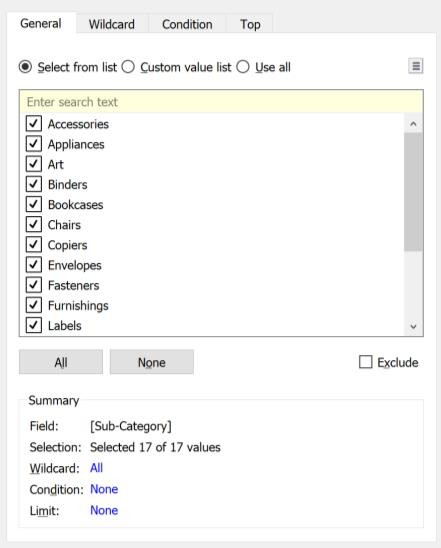 General Wildcard Condition Top
Select from list Custom value list Use all
Enter search text
Accessories
Appliances
Art
Binders
Bookcases
Chairs
Copiers
Envelopes
Fasteners
Furnishings
Labels
All None Exclude
Summary
Field: [Sub-Category]
Selection: Selected 17 of 17 values
Wildcard: All
Condition: None
Limit: None